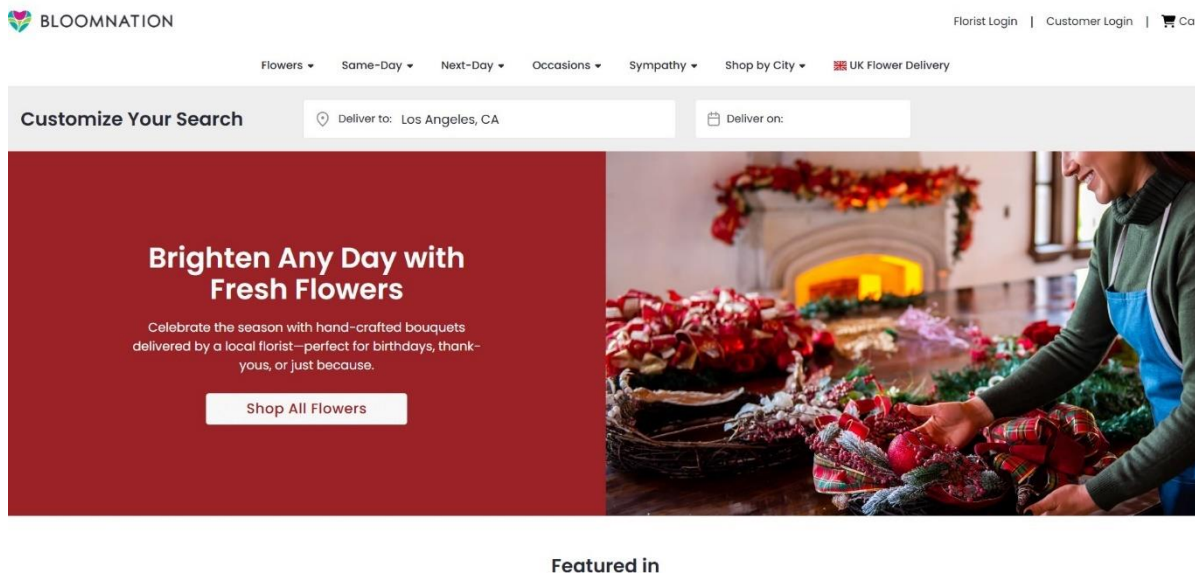 BLOOMNATION
Florist Login | Customer Login | Ca
Flowers Same-Day Next-Day Occasions Sympathy Shop by City UK Flower Delivery
Customize Your Search Deliver to: Los Angeles, CA Deliver on:
Brighten Any Day with
Fresh Flowers
Celebrate the season with hand-crafted bouquets
delivered by a local florist—perfect for birthdays, thank-
yous, or just because.
Shop All Flowers
Featured in